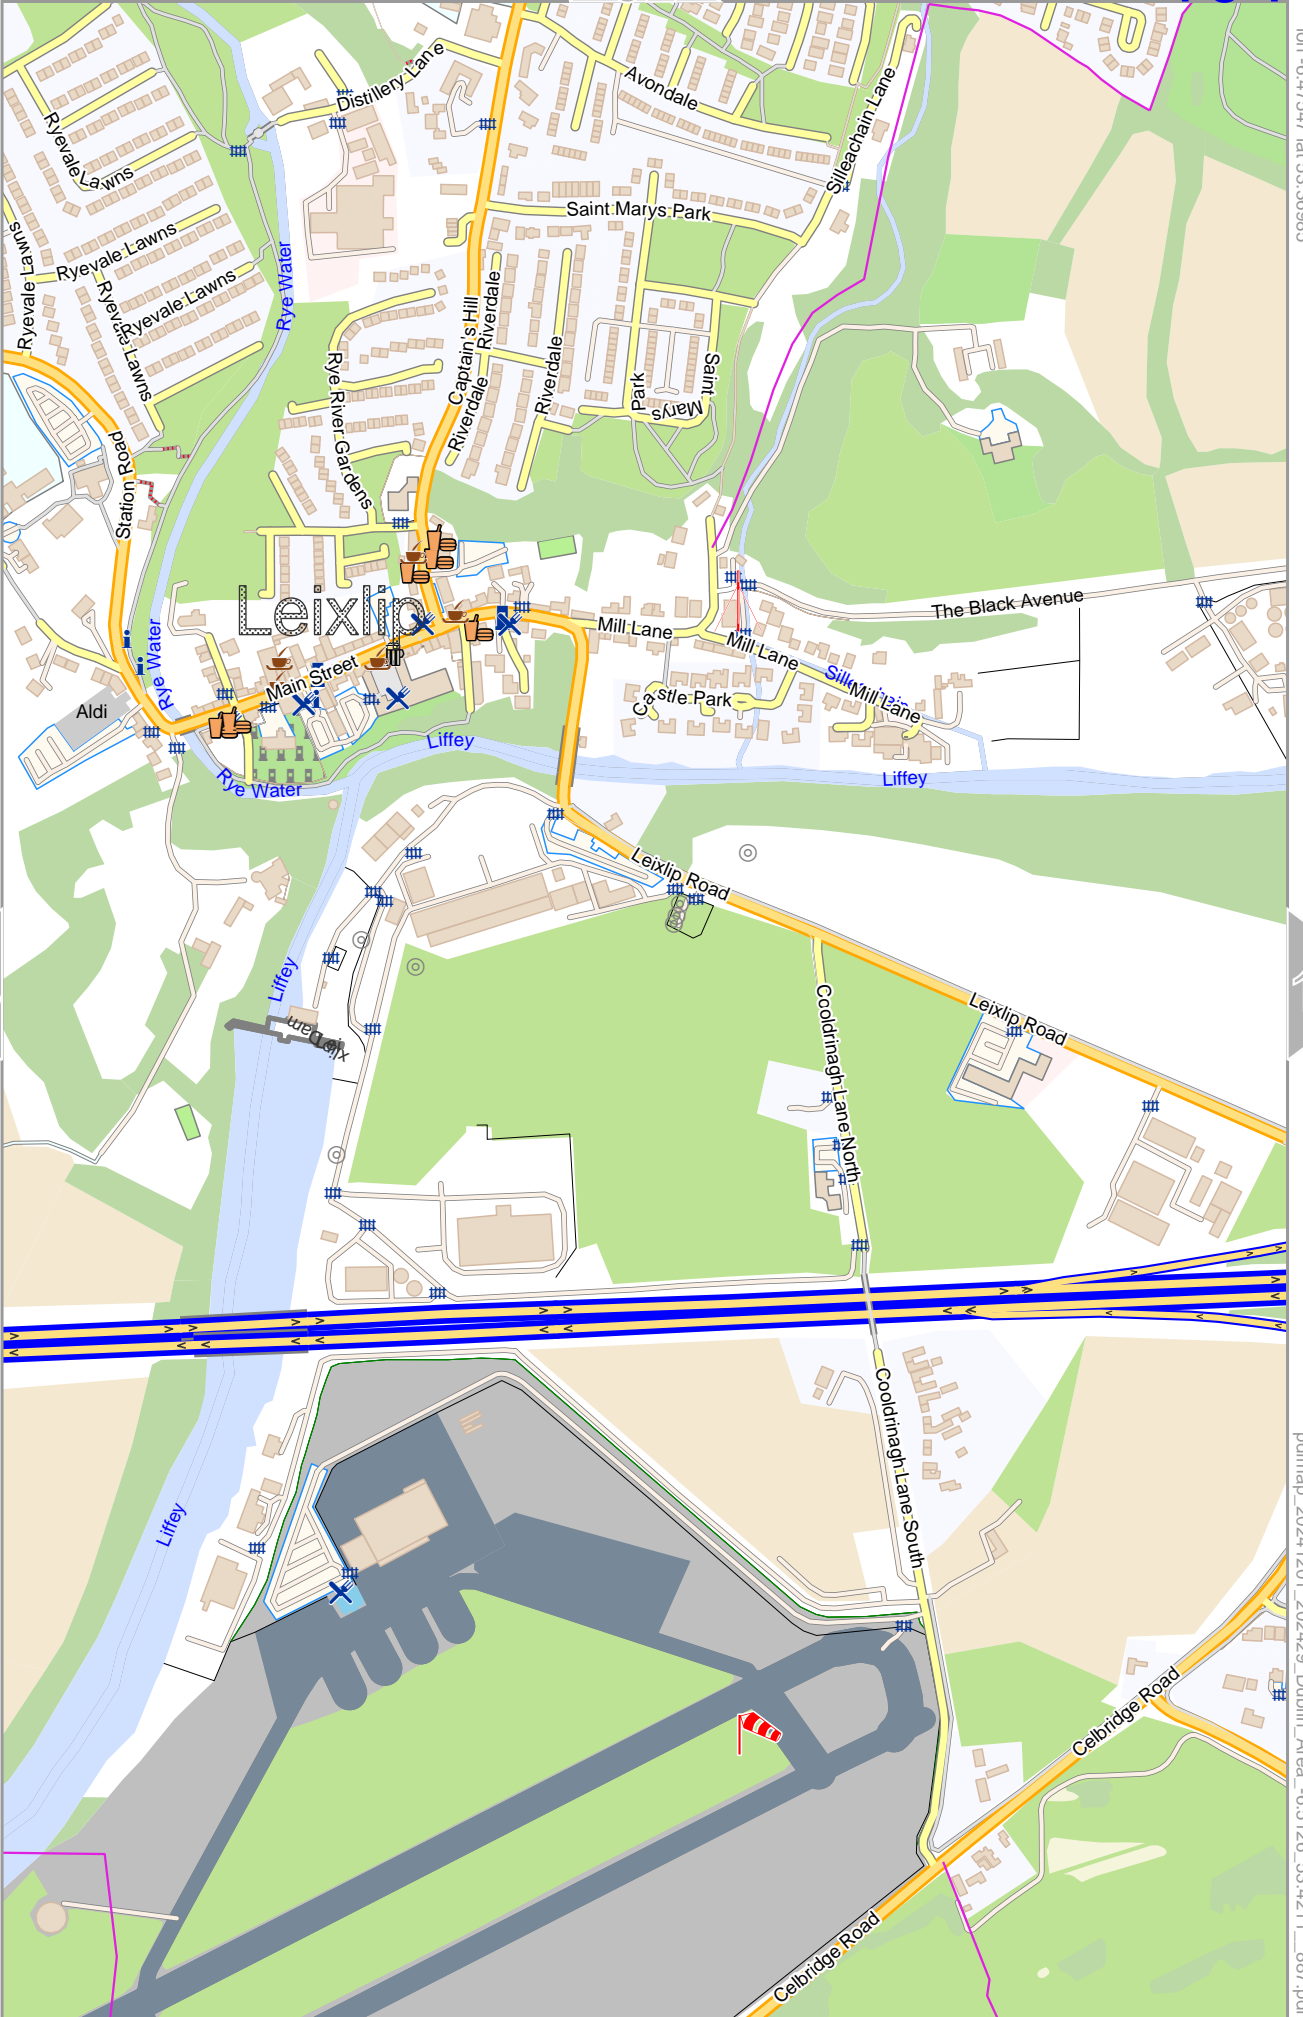 Distillery Lane
Avondale
Silleachain Lane
Ryevale
Lawns
Saint Marys Park
Ryevale Lawns
Ryevale Lawns
Ryevale Lawns
Ryevale Lawns
Rye Water
Captain's Hill
Riverdale
Riverdale
Riverdale
Rye River Gardens
Park
Saint
Marys
Station Road
Leixlip
The Black Avenue
Mill Lane
Mill Lane
Mill Lane
Main Street
Castle Park
Rye Water
Aldi
Liffey
Rye Water
Liffey
Leixlip Road
Liffey
Cooldrinagh Lane North
Leixlip Road
Cooldrinagh Lane South
Liffey
Celbridge Road
Celbridge Road